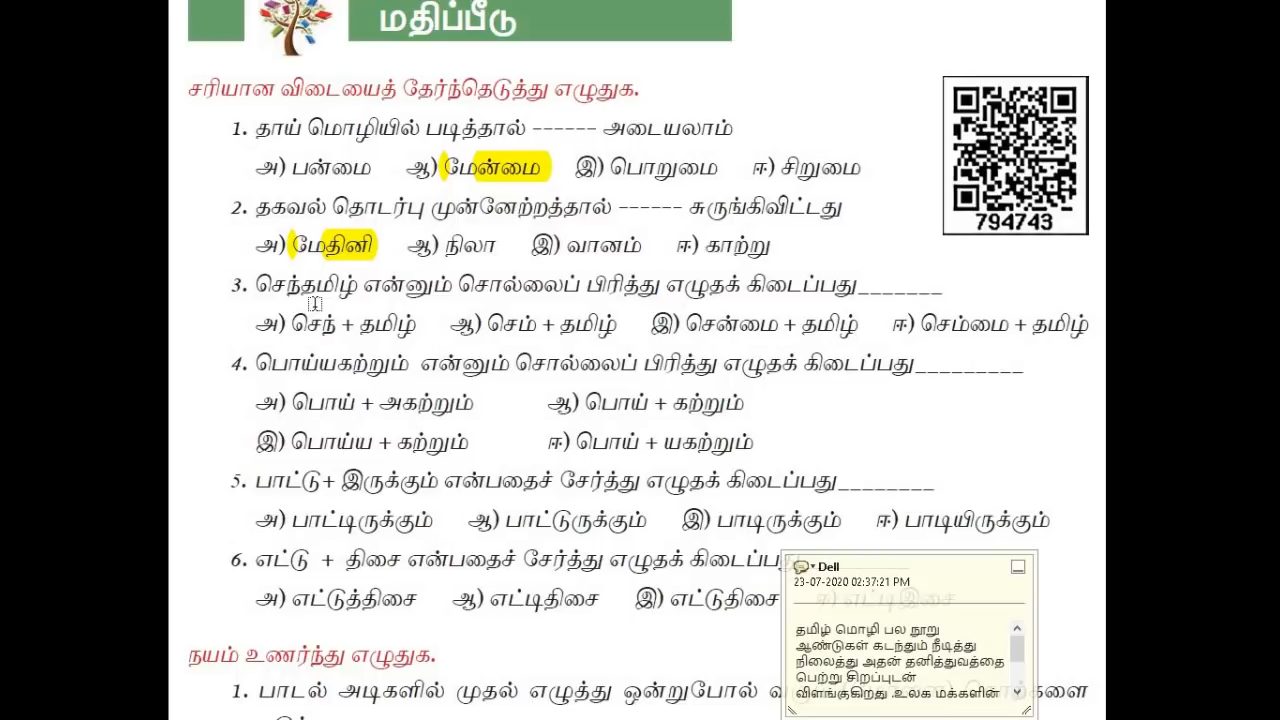 மதிப்பீடு
சரியான விடையைத் தேர்ந்தெடுத்து எழுதுக.
794743
1. தாய் மொழியில் படித்தால் ------ அடையலாம்
அ) பன்மை ஆ) மேன்மை இ) பொறுமை ஈ) சிறுமை
2. தகவல் தொடர்பு முன்னேற்றத்தால் ------ சுருங்கிவிட்டது
அ) மேதினி ஆ) நிலா இ) வானம் ஈ) காற்று
3. செந்தமிழ் என்னும் சொல்லைப் பிரித்து எழுதக் கிடைப்பது_______
அ) செந் + தமிழ் ஆ) செம் + தமிழ் இ) சென்மை + தமிழ் ஈ) செம்மை + தமிழ்
4. பொய்யகற்றும் என்னும் சொல்லைப் பிரித்து எழுதக் கிடைப்பது_________
அ) பொய் + அகற்றும் ஆ) பொய் + கற்றும்
இ) பொய்ய + கற்றும் ஈ) பொய் + யகற்றும்
5. பாட்டு+ இருக்கும் என்பதைச் சேர்த்து எழுதக் கிடைப்பது________
அ) பாட்டிருக்கும் ஆ) பாட்டுருக்கும் இ) பாடிருக்கும் ஈ) பாடியிருக்கும்
6. எட்டு + திசை என்பதைச் சேர்த்து எழுதக் கிடைப்பது
அ) எட்டுத்திசை ஆ) எட்டிதிசை இ) எட்டுதிசை ஈ) எட்டிஇசை
Dell
23-07-2020 02:37:21 PM
தமிழ் மொழி பல நூறு
ஆண்டுகள் கடந்தும் நீடித்து
நிலைத்து அதன் தனித்துவத்தை
பெற்று சிறப்புடன்
விளங்குகிறது உலக மக்களின்
நயம் உணர்ந்து எழுதுக.
1. பாடல் அடிகளில் முதல் எழுத்து ஒன்றுபோல்